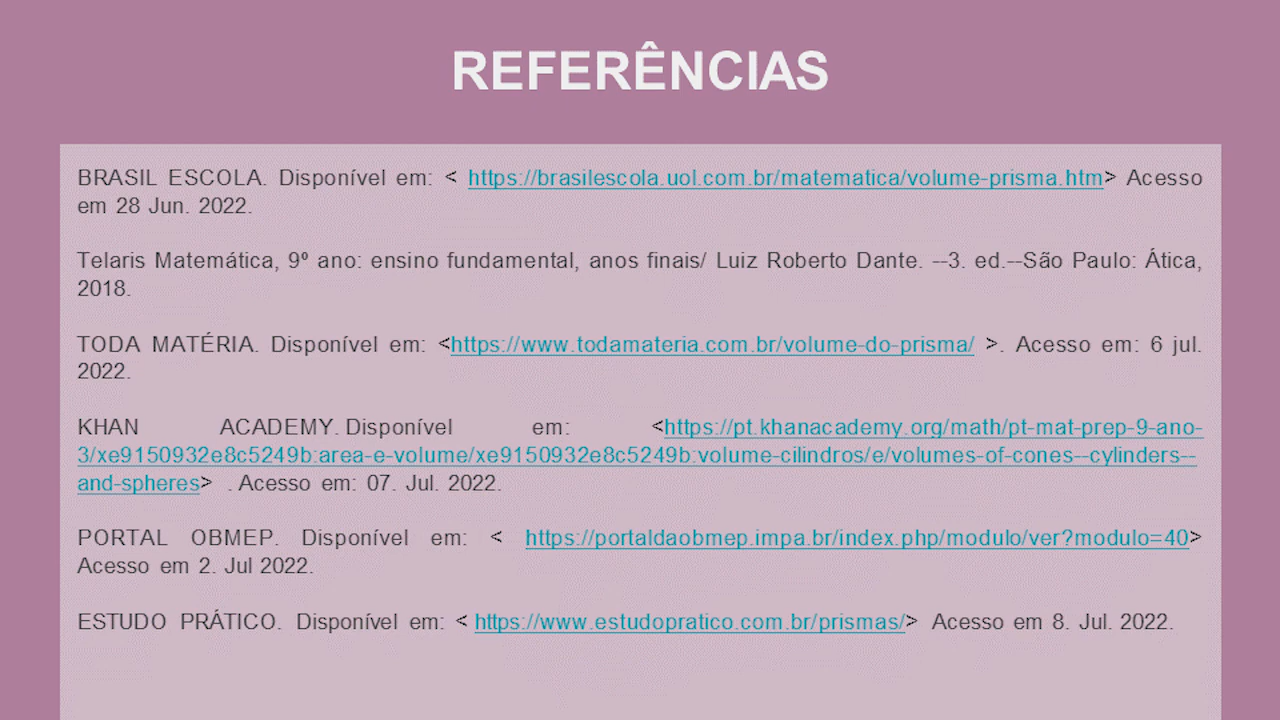 REFERÊNCIAS
BRASIL ESCOLA. Disponível em: < https://brasilescola.uol.com.br/matematica/volume-prisma.htm> Acesso
em 28 Jun. 2022.
Telaris Matemática, 9º ano: ensino fundamental, anos finais/ Luiz Roberto Dante. --3. ed.--São Paulo: Ática,
2018.
TODA MATÉRIA. Disponível em: <https://www.todamateria.com.br/volume-do-prisma/ >. Acesso em: 6 jul.
2022.
KHAN ACADEMY. Disponível em: <https://pt.khanacademy.org/math/pt-mat-prep-9-ano-
3/xe9150932e8c5249b:area-e-volume/xe9150932e8c5249b:volume-cilindros/e/volumes-of-cones--cylinders--
and-spheres> . Acesso em: 07. Jul. 2022.
PORTAL OBMEP. Disponível em: < https://portaldaobmep.impa.br/index.php/modulo/ver?modulo=40>
Acesso em 2. Jul 2022.
ESTUDO PRÁTICO. Disponível em: < https://www.estudopratico.com.br/prismas/> Acesso em 8. Jul. 2022.